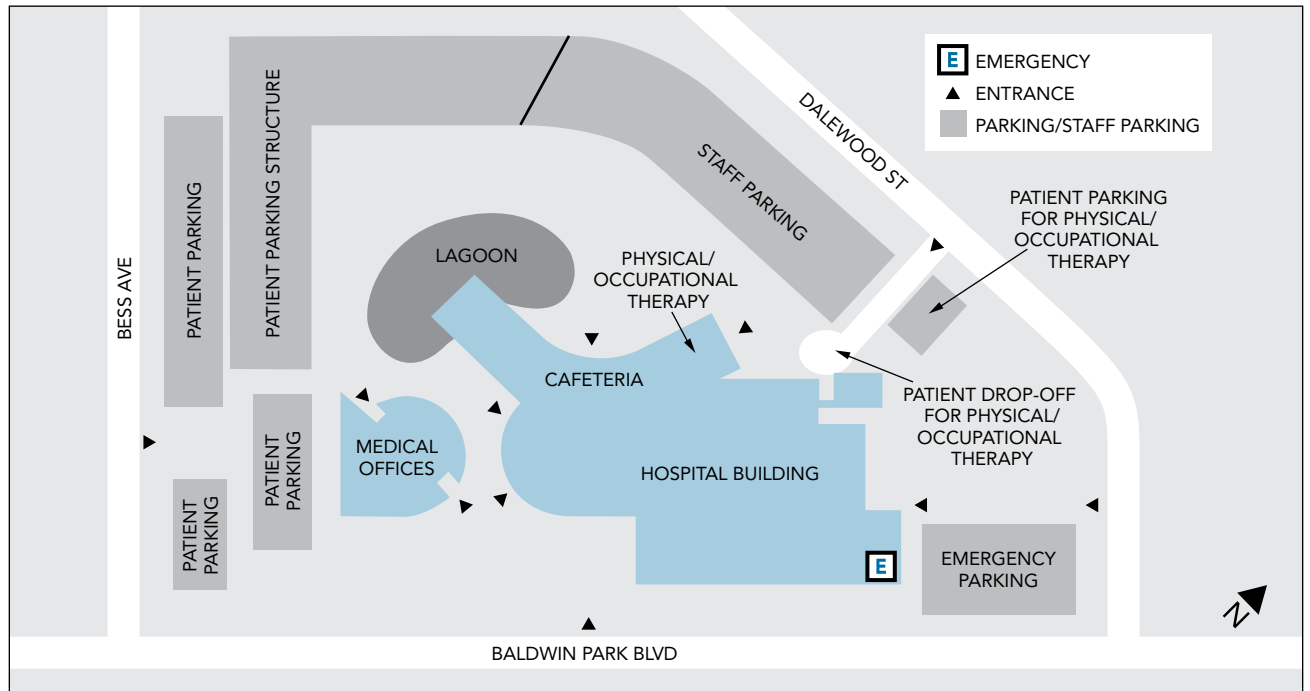 E EMERGENCY
ENTRANCE
PARKING/STAFF PARKING
DALEWOOD ST
BESS AVE
PATIENT PARKING
PATIENT PARKING STRUCTURE
STAFF PARKING
PATIENT PARKING
FOR PHYSICAL/
OCCUPATIONAL
THERAPY
LAGOON
PHYSICAL/
OCCUPATIONAL
THERAPY
CAFETERIA
PATIENT DROP-OFF
FOR PHYSICAL/
OCCUPATIONAL
THERAPY
MEDICAL
OFFICES
HOSPITAL BUILDING
PATIENT
PARKING
PATIENT
PARKING
E
EMERGENCY
PARKING
N
BALDWIN PARK BLVD